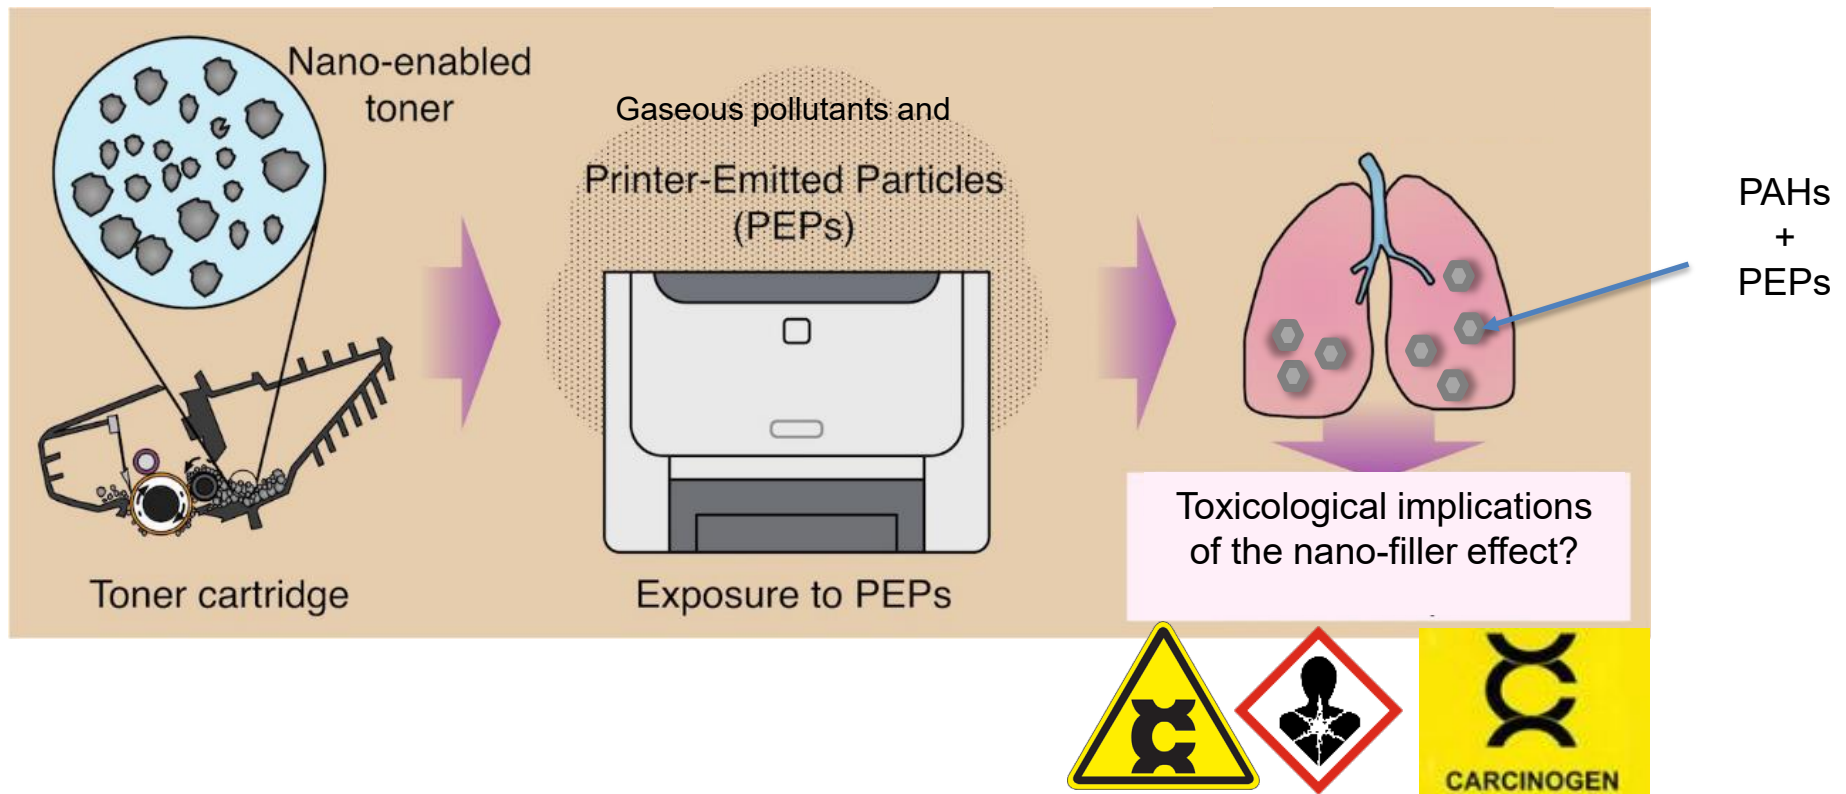 Nano-enabled
toner
Toner cartridge
Gaseous pollutants and
Printer-Emitted Particles
(PEPs)
Exposure to PEPs
PAHs
+
PEPs
Toxicological implications
of the nano-filler effect?
CARCINOGEN